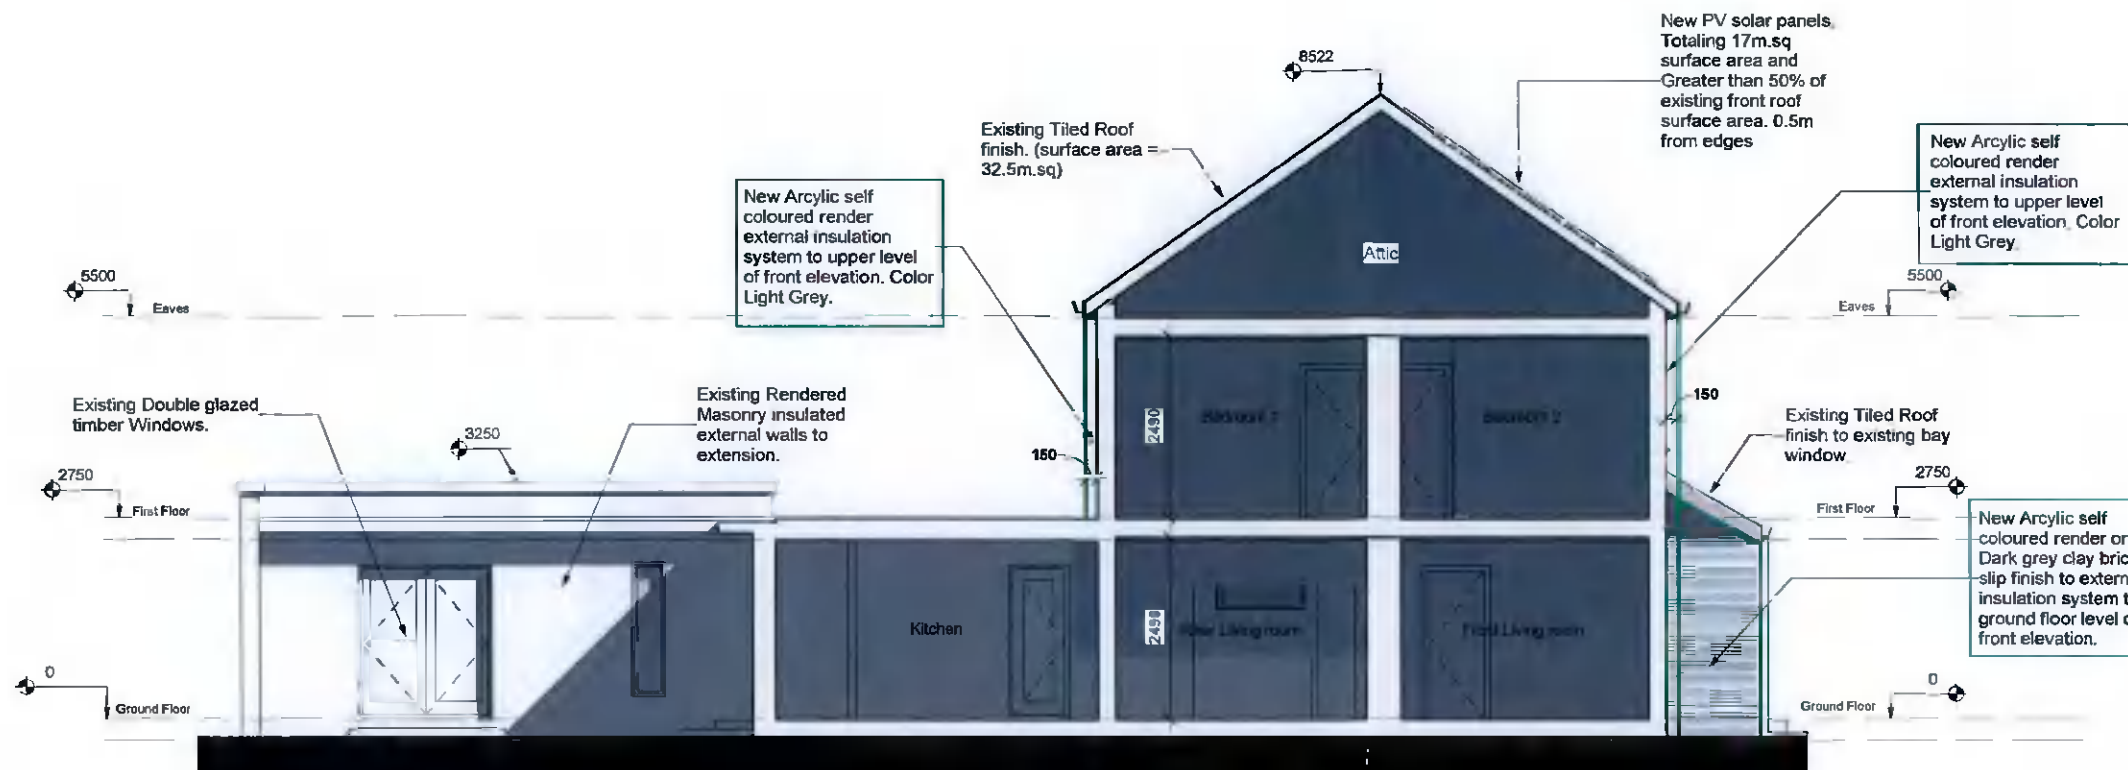 8522
New PV solar panels,
Totaling 17m.sq
surface area and
Greater than 50% of
existing front roof
surface area. 0.5m
from edges
Existing Tiled Roof
finish. (surface area =
32.5m.sq)
New Arcylic self
coloured render
external insulation
system to upper level
of front elevation. Color
Light Grey.
New Arcylic self
coloured render
external insulation
system to upper level
of front elevation. Color
Light Grey.
Attic
5500
Eaves
5500
Eaves
Existing Double glazed
timber Windows.
Existing Rendered
Masonry insulated
external walls to
extension.
3250
150
2490
150
Existing Tiled Roof
finish to existing bay
window
2750
First Floor
2750
First Floor
New Arcylic self
coloured render or
Dark grey clay bric
slip finish to extern
insulation system t
ground floor level o
front elevation.
Kitchen
2490
Living room
Living room
0
Ground Floor
0
Ground Floor